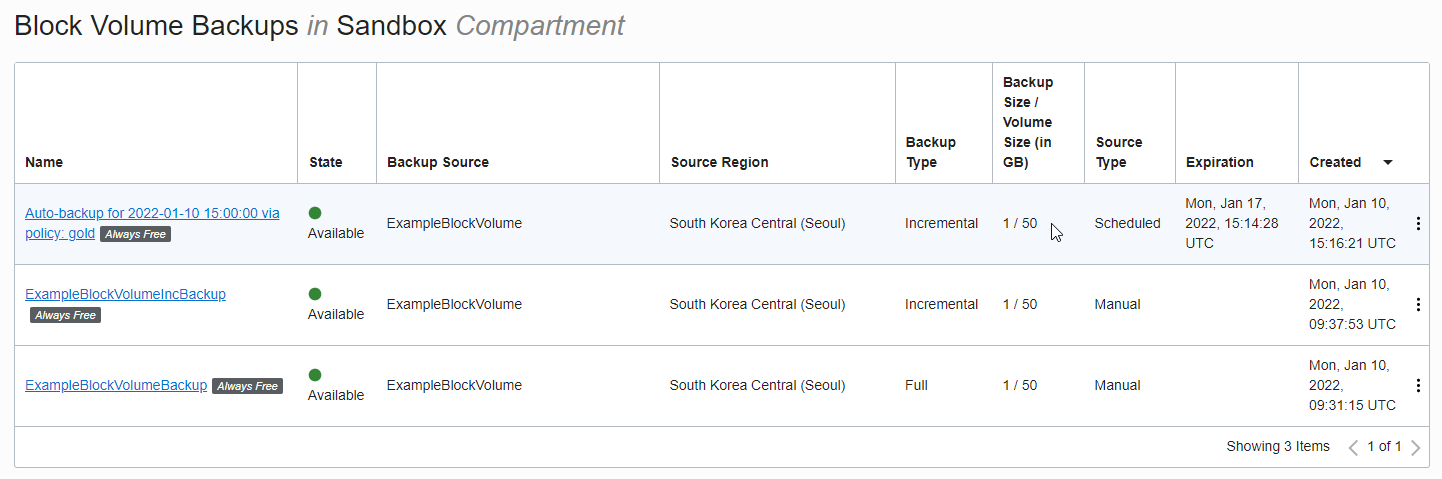 Block Volume Backups in Sandbox Compartment
Name
State
Backup Source
Source Region
Backup
Type
Backup
Size /
Volume
Size (in
GB)
Source
Type
Expiration
Created
Auto-backup for 2022-01-10 15:00:00 via
policy: gold Always Free
Available
ExampleBlockVolume
South Korea Central (Seoul)
Incremental
1 / 50
Scheduled
Mon, Jan 17,
2022, 15:14:28
UTC
Mon, Jan 10,
2022,
15:16:21 UTC
ExampleBlockVolumeIncBackup
Always Free
Available
ExampleBlockVolume
South Korea Central (Seoul)
Incremental
1 / 50
Manual
Mon, Jan 10,
2022,
09:37:53 UTC
ExampleBlockVolumeBackup Always Free
Available
ExampleBlockVolume
South Korea Central (Seoul)
Full
1 / 50
Manual
Mon, Jan 10,
2022,
09:31:15 UTC
Showing 3 Items
1 of 1